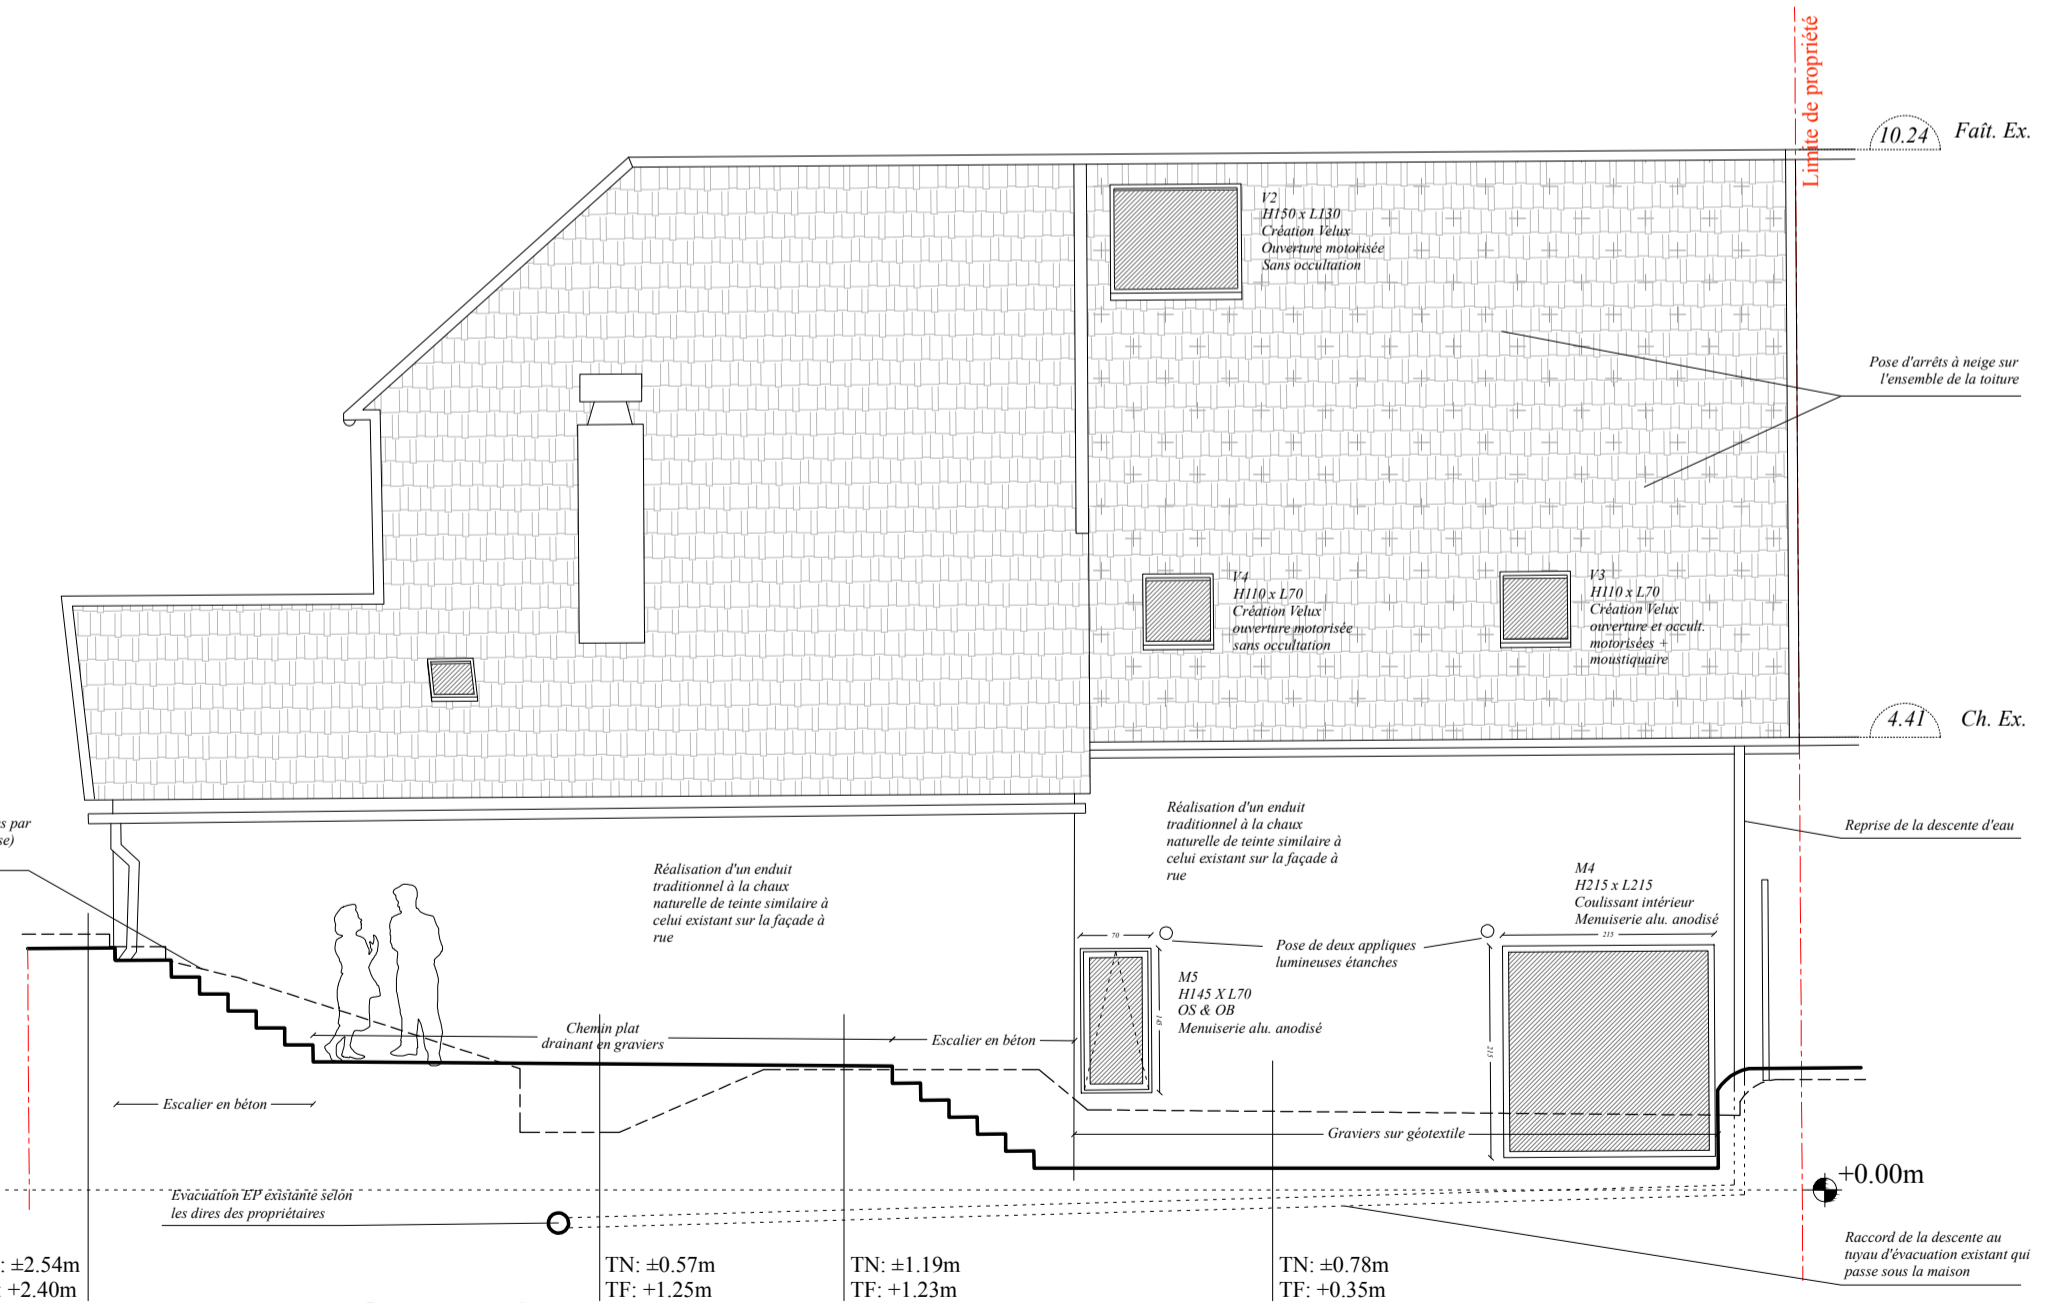 Limite de propriété
10.24
Faît. Ex.
V2
H150 x L130
Création Velux
Ouverture motorisée
Sans occultation
Pose d'arrêts à neige sur
l'ensemble de la toiture
V4
H110 x L70
Création Velux
ouverture motorisée
sans occultation
V3
H110 x L70
Création Velux
ouverture et occult.
motorisées +
moustiquaire
4.41
Ch. Ex.
s par
se)
Réalisation d'un enduit
traditionnel à la chaux
naturelle de teinte similaire à
celui existant sur la façade à
rue
Réalisation d'un enduit
traditionnel à la chaux
naturelle de teinte similaire à
celui existant sur la façade à
rue
Reprise de la descente d'eau
M4
H215 x L215
Coulissant intérieur
Menuiserie alu. anodisé
70
215
Pose de deux appliques
lumineuses étanches
M5
H145 X L70
OS & OB
Menuiserie alu. anodisé
145
215
Chemin plat
drainant en graviers
Escalier en béton
Escalier en béton
Graviers sur géotextile
+0.00m
Evacuation EP existante selon
les dires des propriétaires
Raccord de la descente au
tuyau d'évacuation existant qui
passe sous la maison
: ±2.54m
: +2.40m
TN: ±0.57m
TF: +1.25m
TN: ±1.19m
TF: +1.23m
TN: ±0.78m
TF: +0.35m